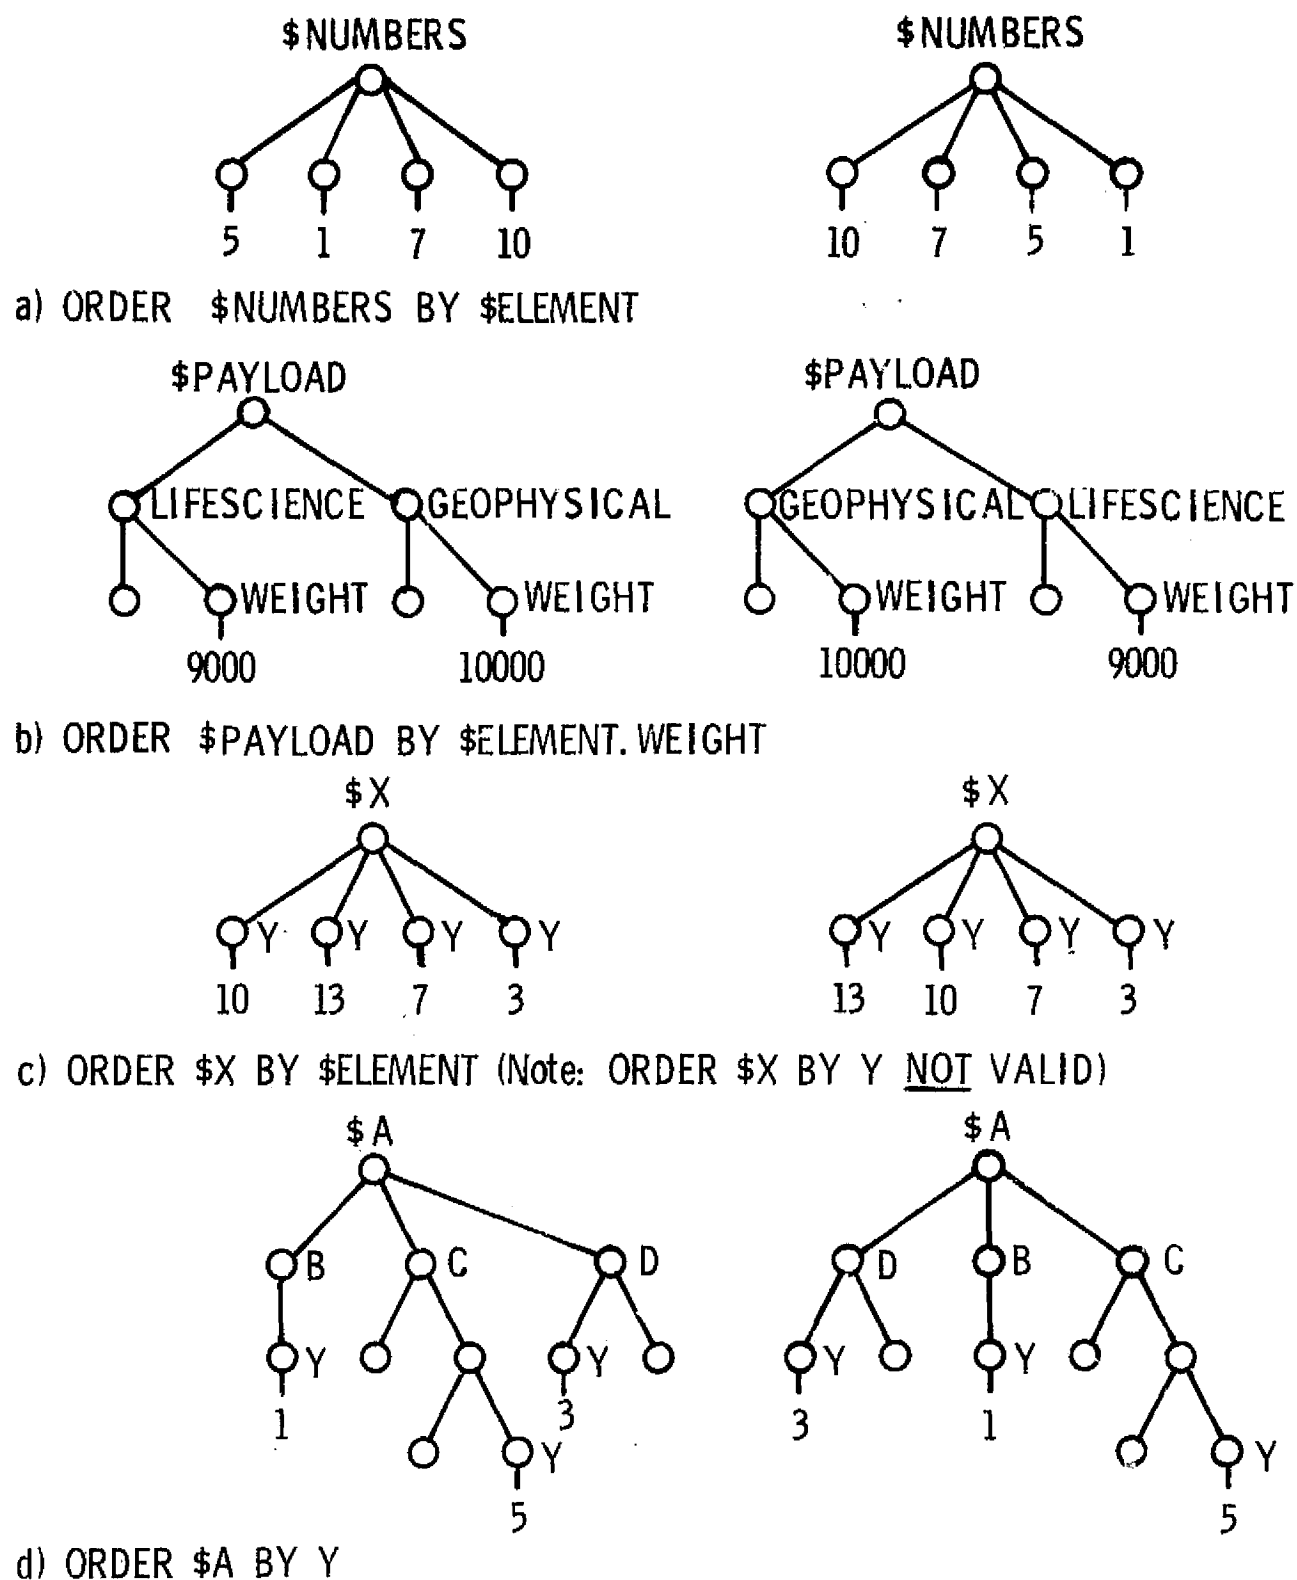 $NUMBERS $NUMBERS
5 1 7 10 10 7 5 1
a) ORDER $NUMBERS BY $ELEMENT
$PAYLOAD $PAYLOAD
LIFESCIENCE GEOPHYSICAL GEOPHYSICAL LIFESCIENCE
WEIGHT WEIGHT WEIGHT WEIGHT
9000 10000 10000 9000
b) ORDER $PAYLOAD BY $ELEMENT. WEIGHT
$X $X
Y Y Y Y Y Y Y Y
10 13 7 3 13 10 7 3
c) ORDER $X BY $ELEMENT (Note: ORDER $X BY Y NOT VALID)
$A $A
B C D D B C
Y Y Y Y
1 3 3 1
Y Y
5 5
d) ORDER $A BY Y